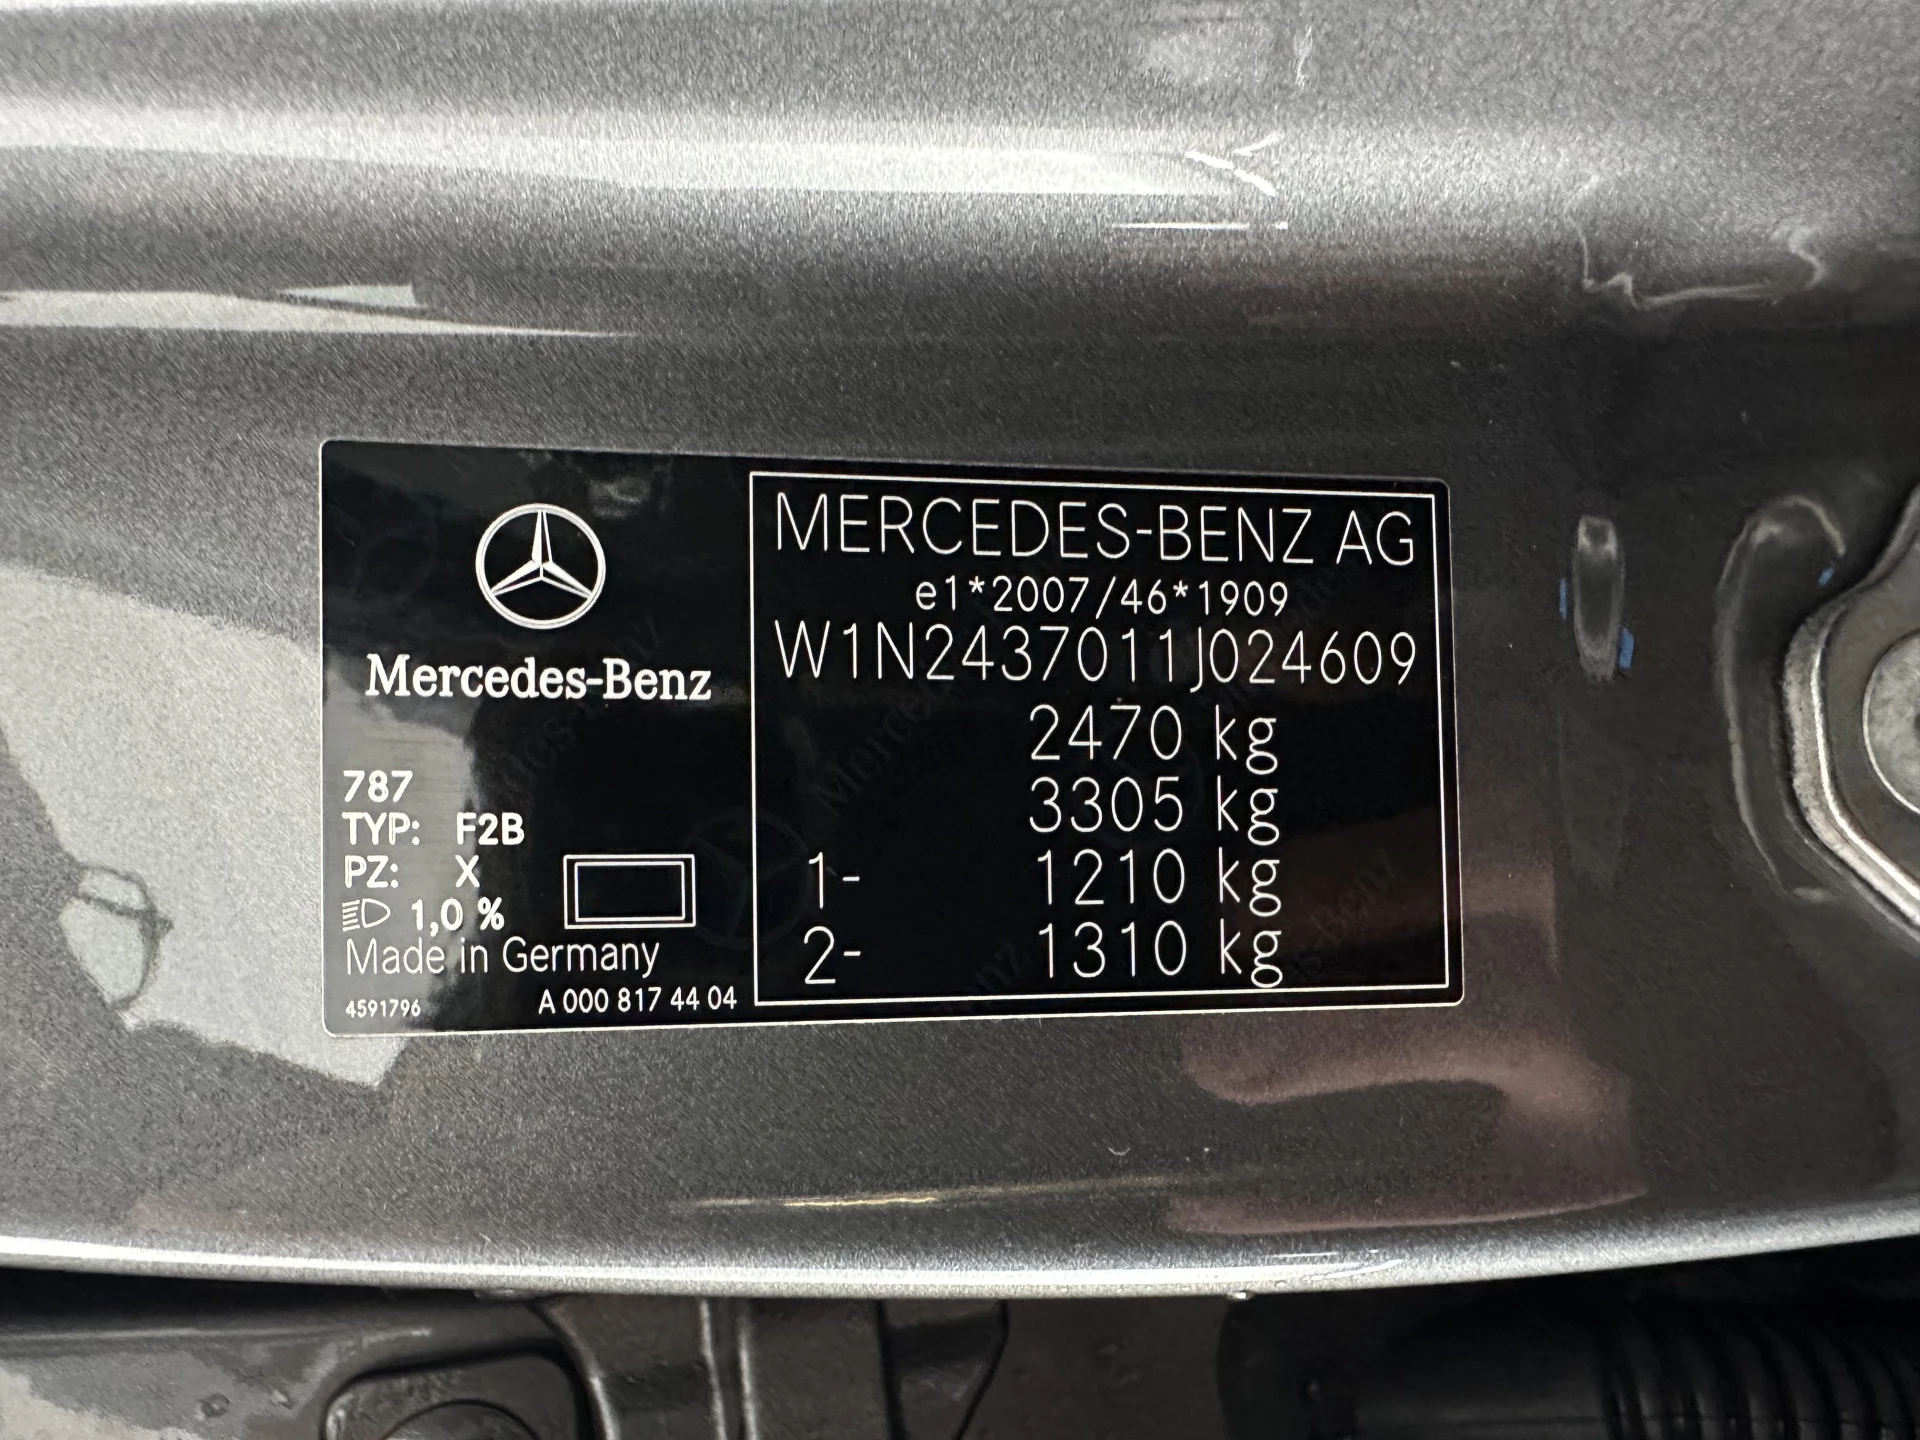 Mercedes-Benz
787
TYP: F2B
PZ: X
1,0 %
Made in Germany
4591796 A 000 817 44 04
MERCEDES-BENZ AG
e1*2007/46*1909
W1N2437011J024609
2470 kg
3305 kg
1- 1210 kg
2- 1310 kg